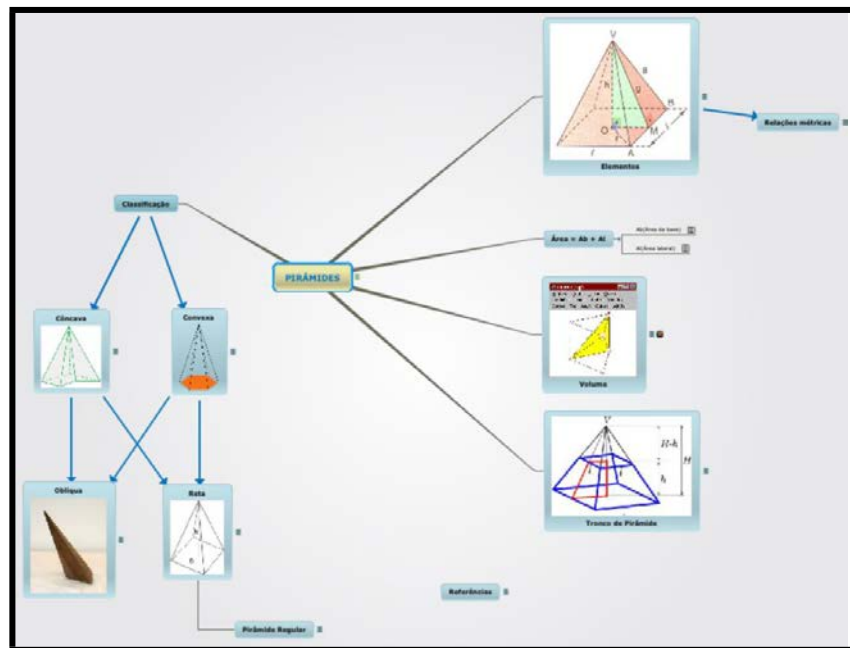 V
h
g
B
O
M
r
A
l
Elementos
Relações métricas
Classificação
Área = Ab + Al
Ab(Área da base)
Al(Área lateral)
PIRÂMIDES
Côncava
Convexa
Volume
V
H-h
H
h
Tronco de Pirâmide
Oblíqua
Reta
Referências
Pirâmide Regular